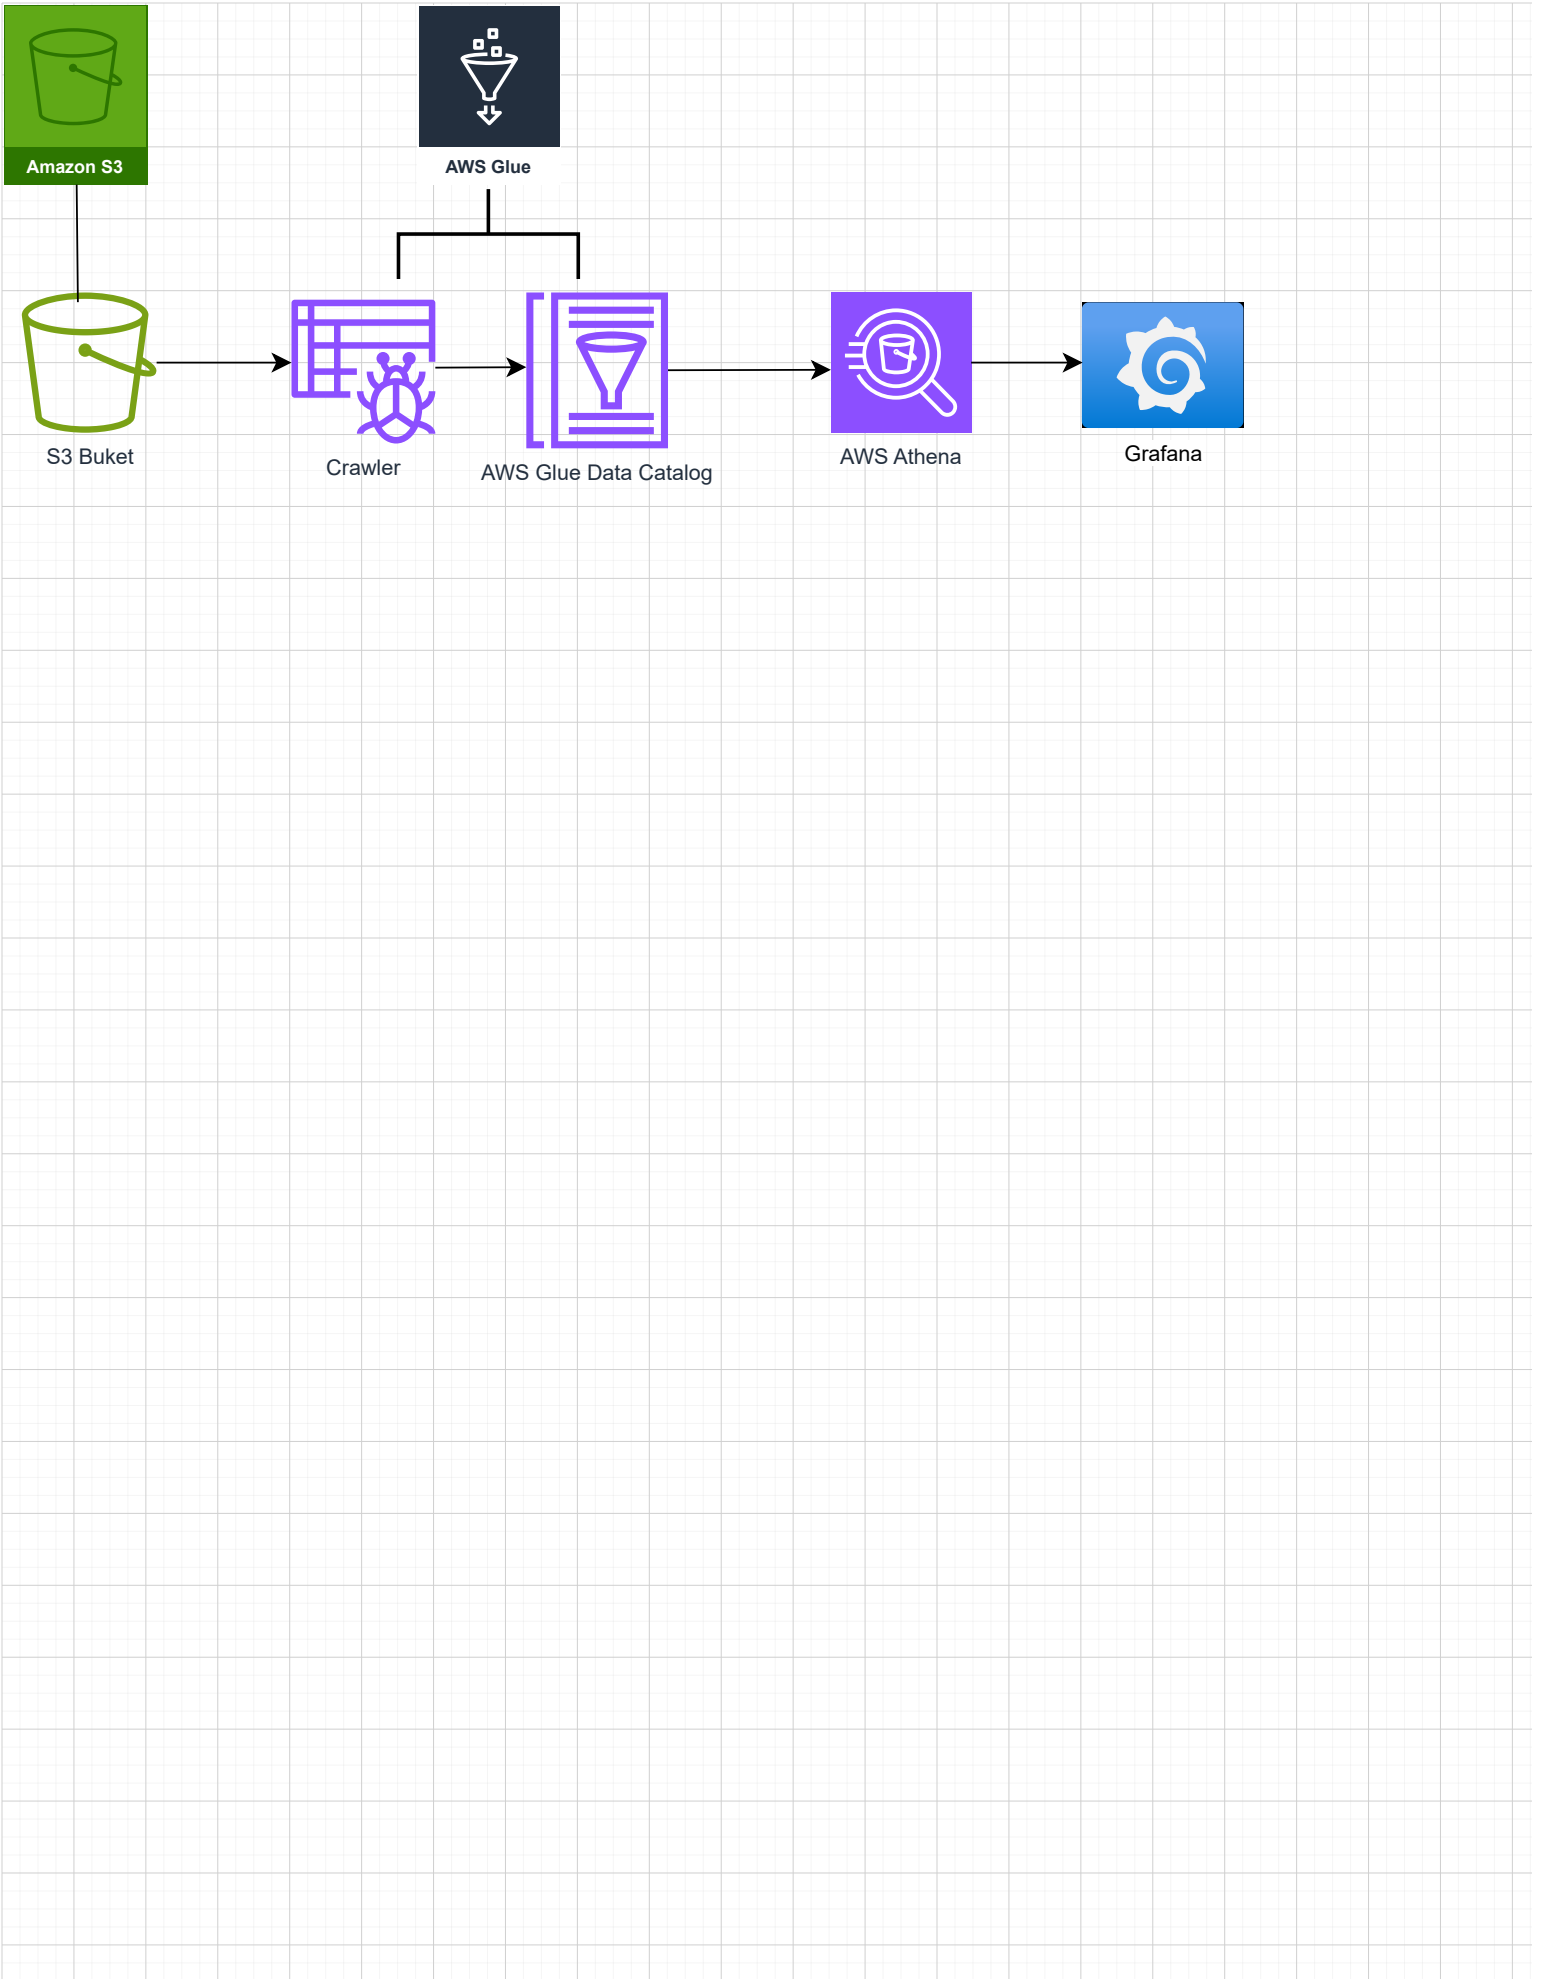 Amazon S3
AWS Glue
S3 Buket
Crawler
AWS Glue Data Catalog
AWS Athena
Grafana